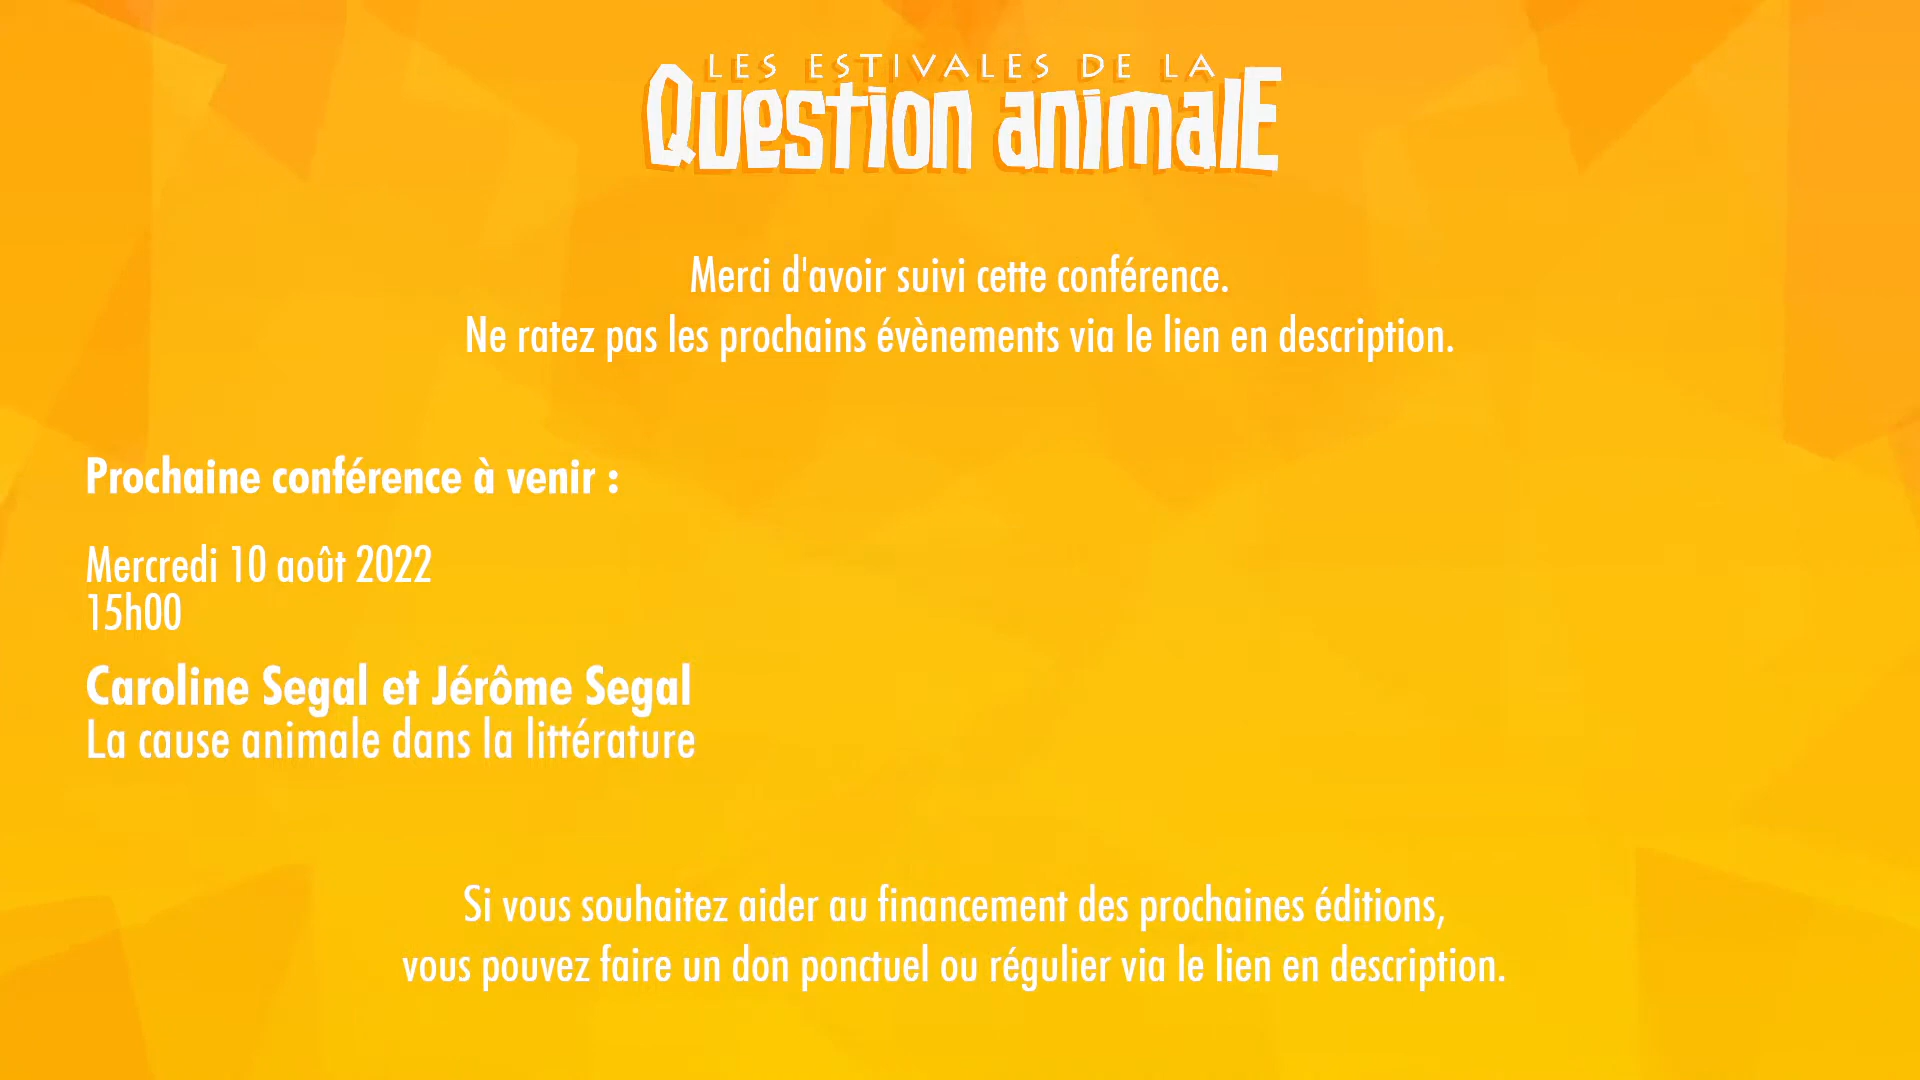 LES ESTIVALES DE LA
QUESTION ANIMALE
Merci d'avoir suivi cette conférence.
Ne ratez pas les prochains évènements via le lien en description.
Prochaine conférence à venir :
Mercredi 10 août 2022
15h00
Caroline Segal et Jérôme Segal
La cause animale dans la littérature
Si vous souhaitez aider au financement des prochaines éditions,
vous pouvez faire un don ponctuel ou régulier via le lien en description.